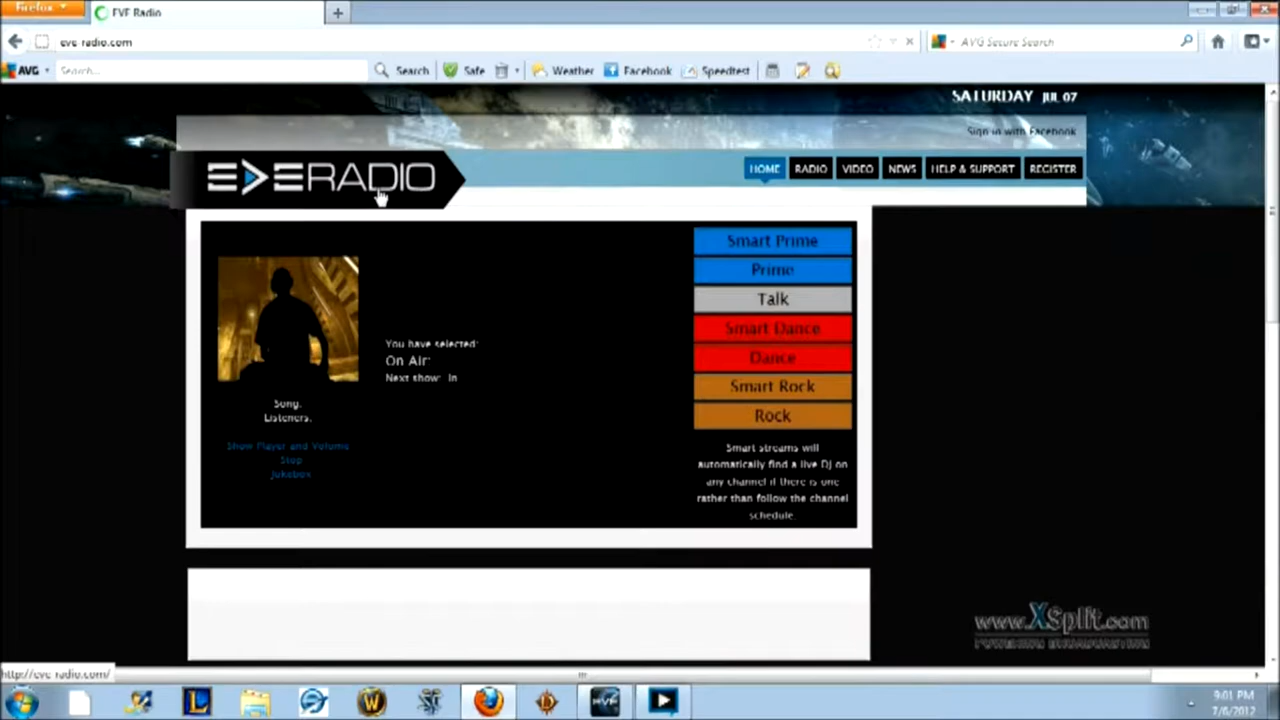 Firefox
EVE Radio
eve-radio.com
AVG Secure Search
AVG
Search...
Search
Safe
Weather
Facebook
Speedtest
SATURDAY JUL 07
Sign in with Facebook
EVERADIO
HOME
RADIO
VIDEO
NEWS
HELP & SUPPORT
REGISTER
Smart Prime
Prime
Talk
Smart Dance
Dance
Smart Rock
Rock
You have selected:
On Air:
Next show: In
Song:
Listeners:
Show Player and Volume
Stop
Jukebox
Smart streams will
automatically find a live DJ on
any channel if there is one
rather than follow the channel
schedule.
www.XSplit.com
POWERING BROADCASTING
http://eve-radio.com/
9:01 PM
7/6/2012